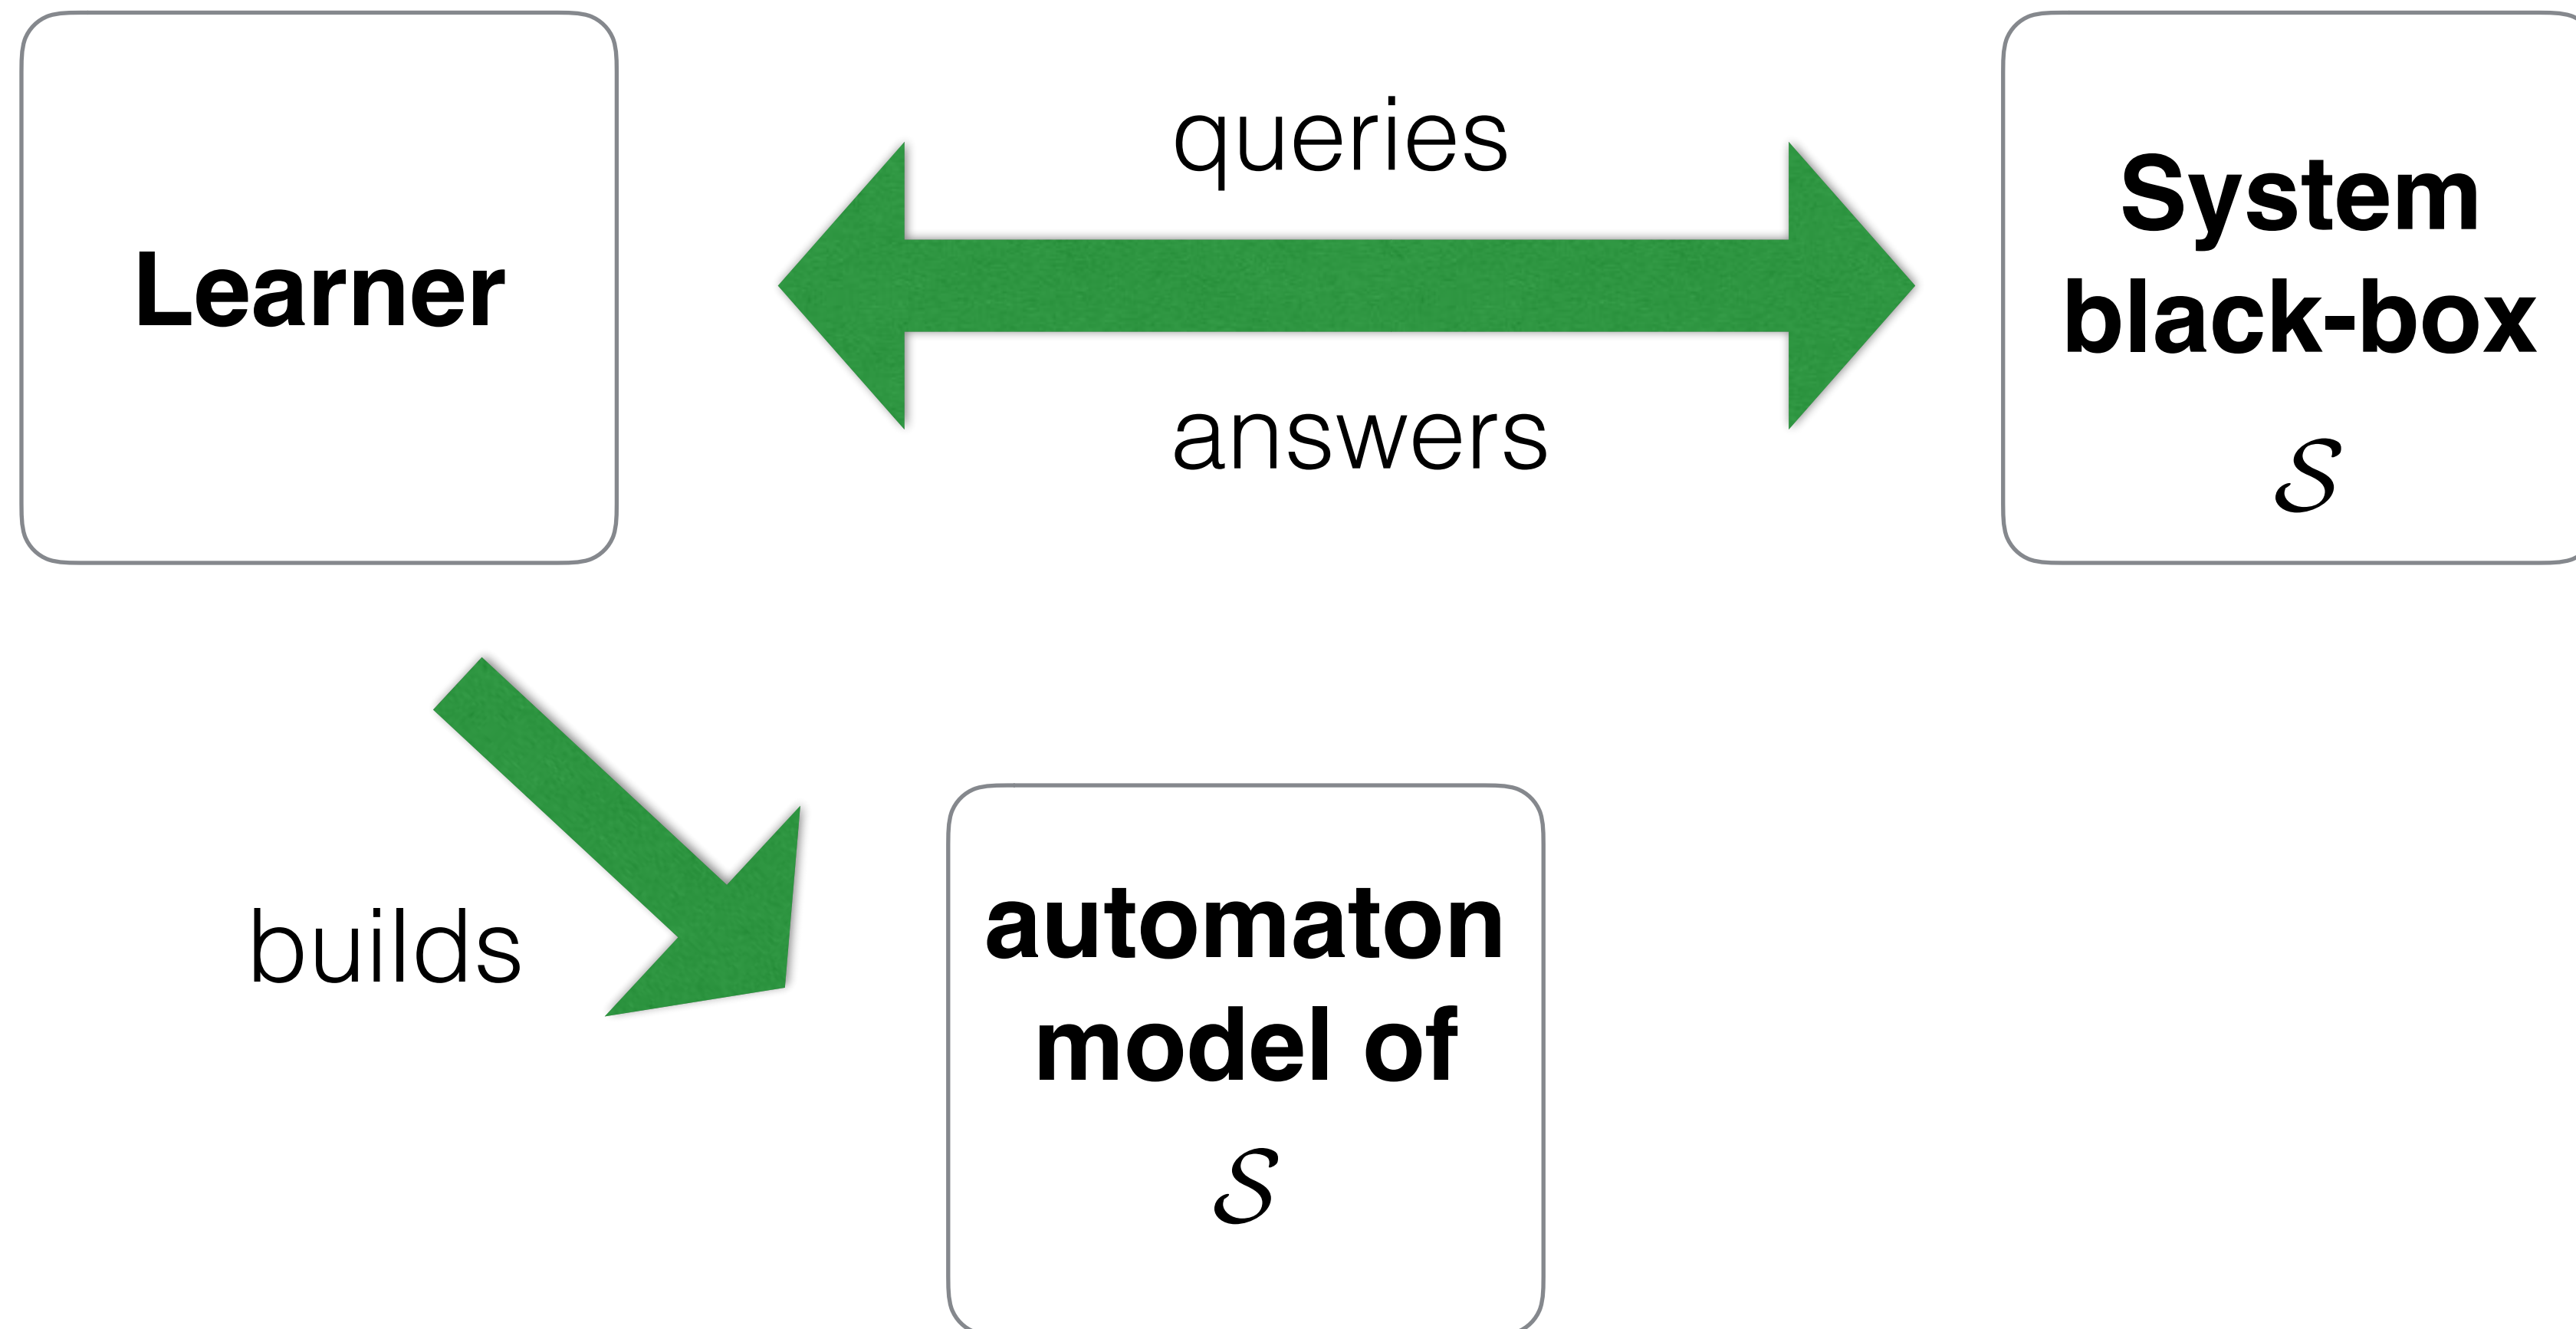 Learner
queries
answers
System
black-box
𝒮
builds
automaton
model of
𝒮